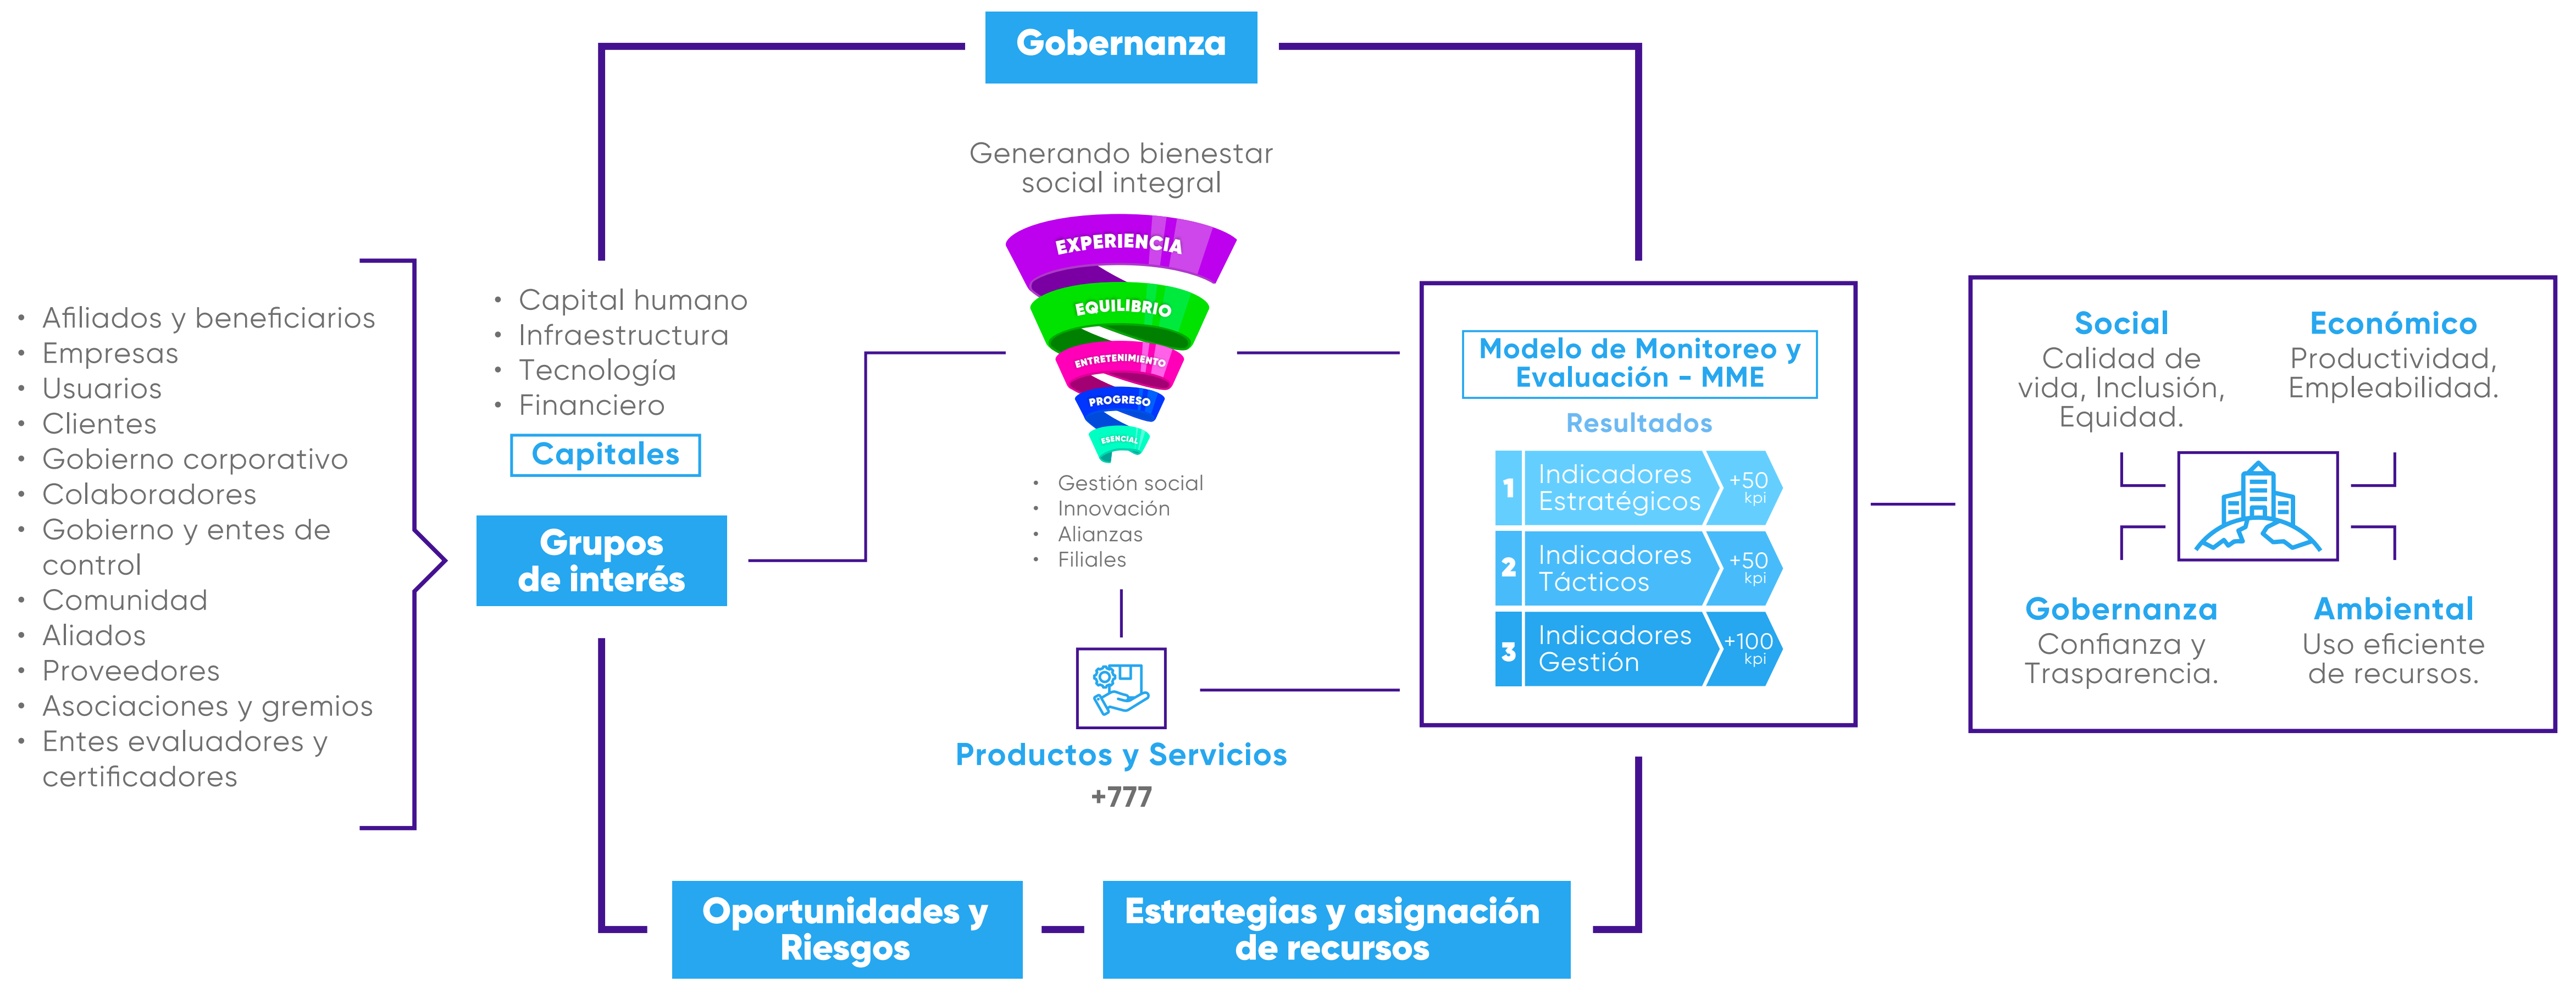 Gobernanza
• Afiliados y beneficiarios
• Empresas
• Usuarios
• Clientes
• Gobierno corporativo
• Colaboradores
• Gobierno y entes de
control
• Comunidad
• Aliados
• Proveedores
• Asociaciones y gremios
• Entes evaluadores y
certificadores
• Capital humano
• Infraestructura
• Tecnología
• Financiero
Capitales
Grupos
de interés
Generando bienestar
social integral
EXPERIENCIA
EQUILIBRIO
ENTRETENIMIENTO
PROGRESO
ESENCIAL
• Gestión social
• Innovación
• Alianzas
• Filiales
Productos y Servicios
+777
Modelo de Monitoreo y
Evaluación - MME
Resultados
1 Indicadores
Estratégicos
+50
kpi
2 Indicadores
Tácticos
+50
kpi
3 Indicadores
Gestión
+100
kpi
Social
Calidad de
vida, Inclusión,
Equidad.
Económico
Productividad,
Empleabilidad.
Gobernanza
Confianza y
Trasparencia.
Ambiental
Uso eficiente
de recursos.
Oportunidades y
Riesgos
Estrategias y asignación
de recursos